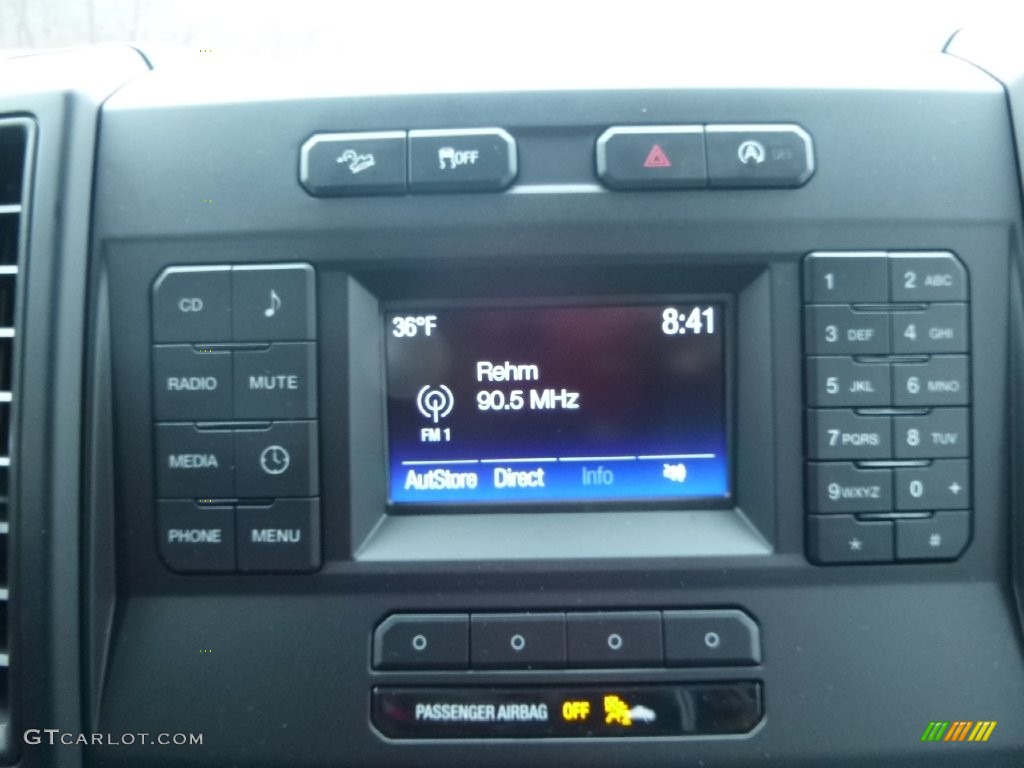 OFF
OFF
CD
RADIO MUTE
MEDIA
PHONE MENU
36°F 8:41
Rehm
90.5 MHz
FM 1
AutStore Direct Info
1 2 ABC
3 DEF 4 GHI
5 JKL 6 MNO
7 PQRS 8 TUV
9 WXYZ 0 +
* #
PASSENGER AIRBAG OFF
GTCARLOT.COM